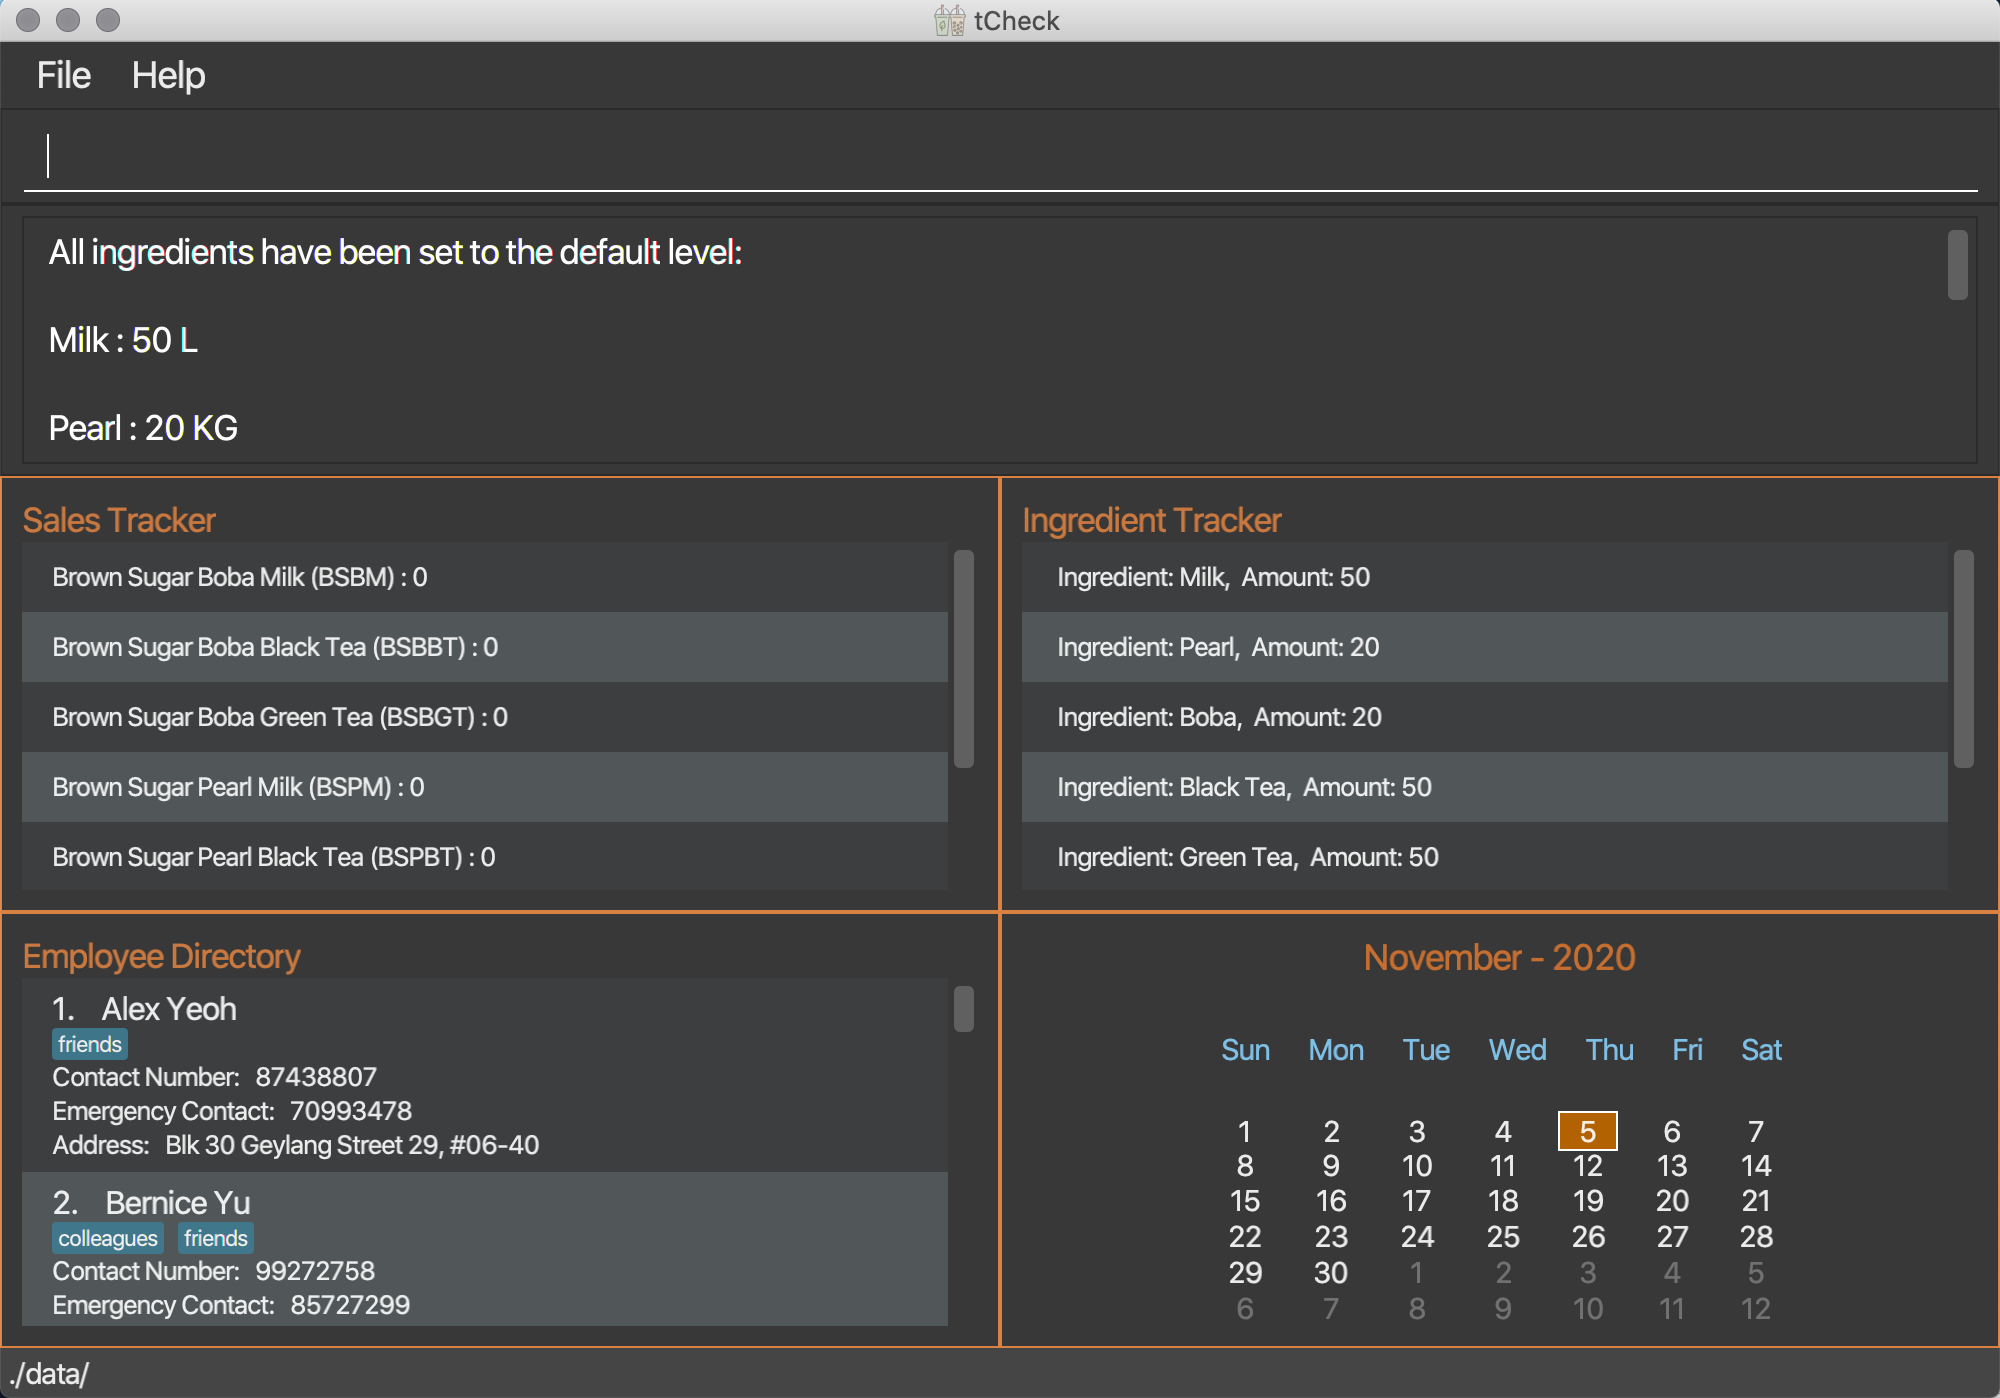 tCheck
File Help
All ingredients have been set to the default level:
Milk : 50 L
Pearl : 20 KG
Sales Tracker
Brown Sugar Boba Milk (BSBM) : 0
Brown Sugar Boba Black Tea (BSBBT) : 0
Brown Sugar Boba Green Tea (BSBGT) : 0
Brown Sugar Pearl Milk (BSPM) : 0
Brown Sugar Pearl Black Tea (BSPBT) : 0
Ingredient Tracker
Ingredient: Milk, Amount: 50
Ingredient: Pearl, Amount: 20
Ingredient: Boba, Amount: 20
Ingredient: Black Tea, Amount: 50
Ingredient: Green Tea, Amount: 50
Employee Directory
1. Alex Yeoh
friends
Contact Number: 87438807
Emergency Contact: 70993478
Address: Blk 30 Geylang Street 29, #06-40
2. Bernice Yu
colleagues friends
Contact Number: 99272758
Emergency Contact: 85727299
November - 2020
Sun Mon Tue Wed Thu Fri Sat
1 2 3 4 5 6 7
8 9 10 11 12 13 14
15 16 17 18 19 20 21
22 23 24 25 26 27 28
29 30 1 2 3 4 5
6 7 8 9 10 11 12
./data/